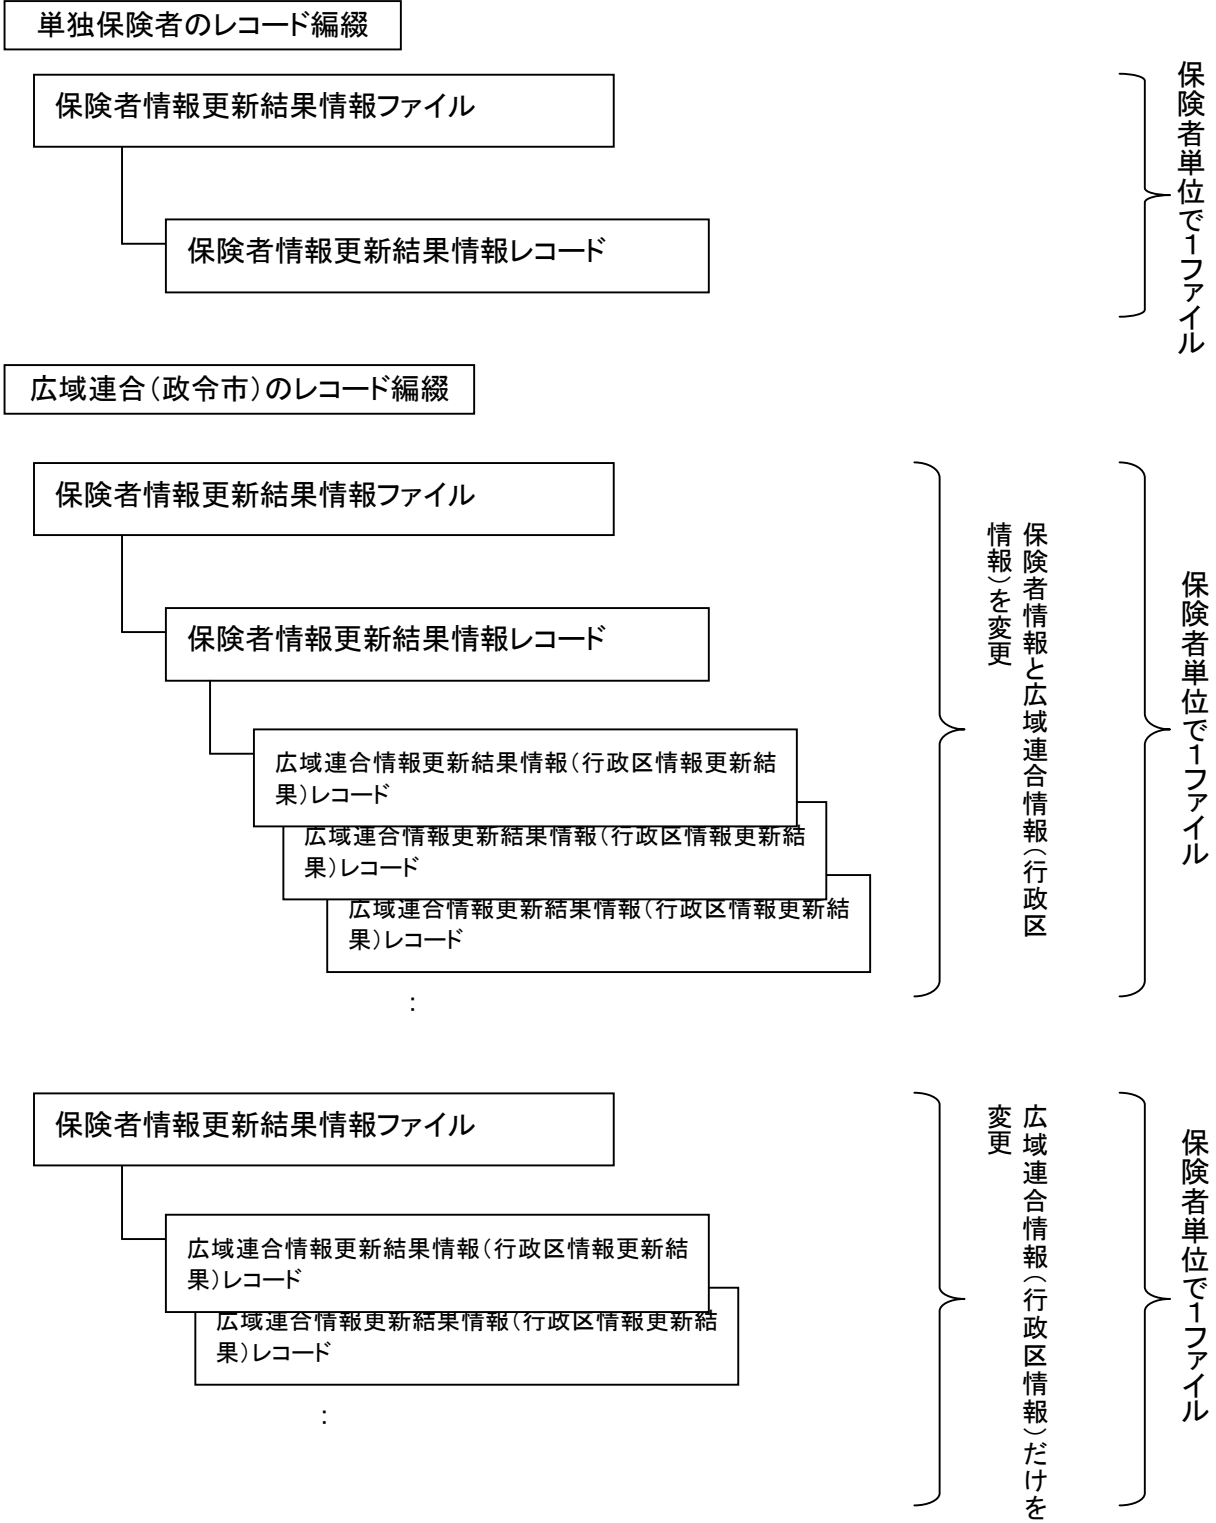 単独保険者のレコード編綴
保険者情報更新結果情報ファイル
保険者情報更新結果情報レコード
保険者単位で1ファイル
広域連合（政令市）のレコード編綴
保険者情報更新結果情報ファイル
保険者情報更新結果情報レコード
広域連合情報更新結果情報（行政区情報更新結
果）レコード
広域連合情報更新結果情報（行政区情報更新結
果）レコード
広域連合情報更新結果情報（行政区情報更新結
果）レコード
：
保険者情報と広域連合情報（行政区
情報）を変更
保険者単位で1ファイル
保険者情報更新結果情報ファイル
広域連合情報更新結果情報（行政区情報更新結
果）レコード
広域連合情報更新結果情報（行政区情報更新結
果）レコード
：
広域連合情報（行政区情報）だけを
変更
保険者単位で1ファイル